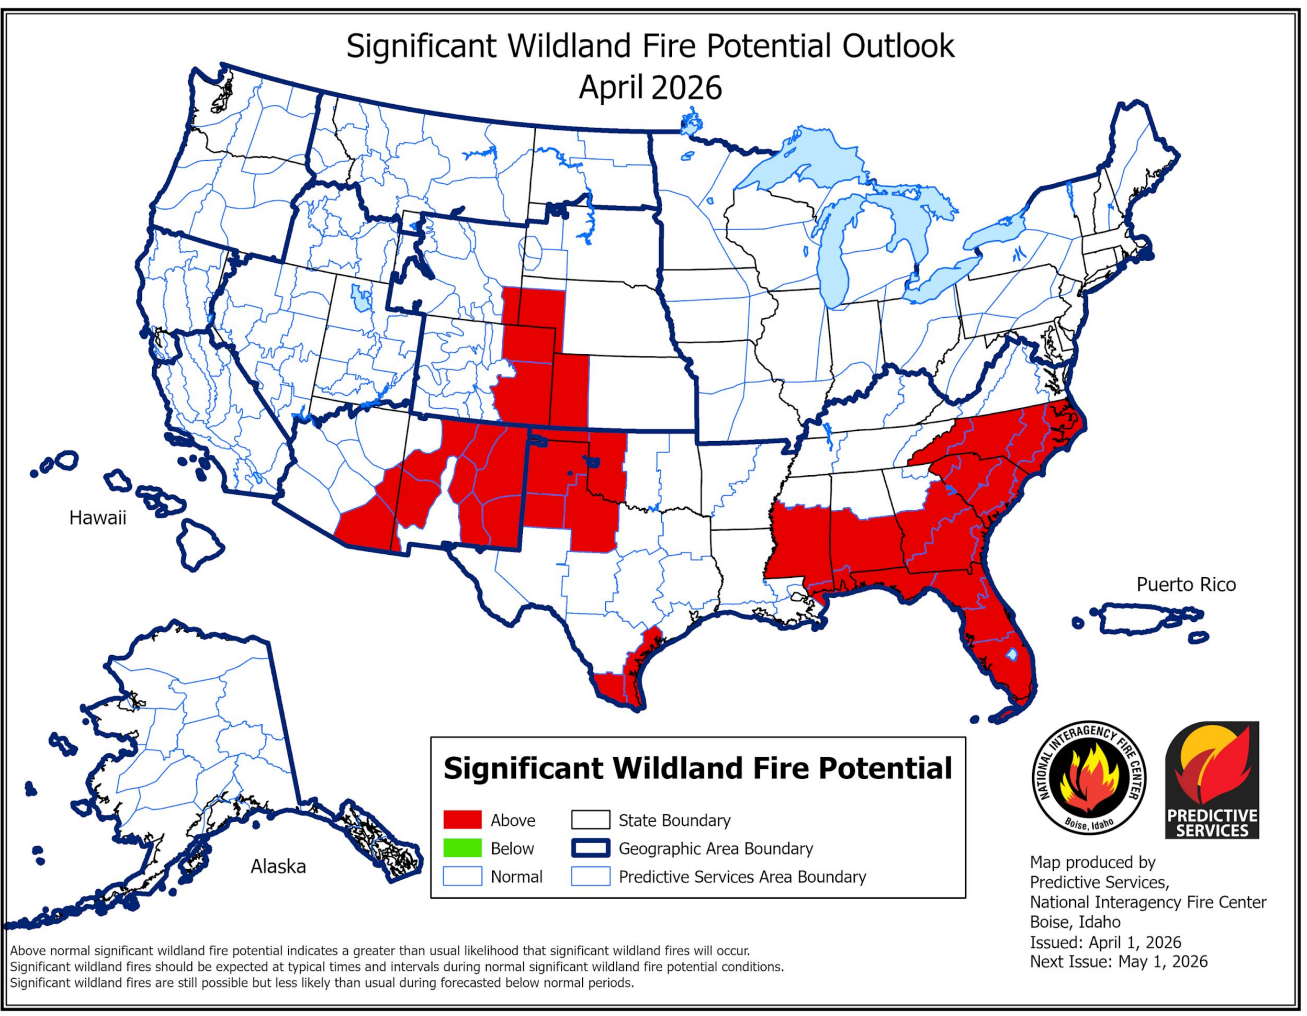 Significant Wildland Fire Potential Outlook
April 2026
Hawaii
Puerto Rico
Alaska
Significant Wildland Fire Potential
Above
State Boundary
Below
Geographic Area Boundary
Normal
Predictive Services Area Boundary
NATIONAL INTERAGENCY FIRE CENTER
Boise, Idaho
PREDICTIVE
SERVICES
Map produced by
Predictive Services,
National Interagency Fire Center
Boise, Idaho
Issued: April 1, 2026
Next Issue: May 1, 2026
Above normal significant wildland fire potential indicates a greater than usual likelihood that significant wildland fires will occur.
Significant wildland fires should be expected at typical times and intervals during normal significant wildland fire potential conditions.
Significant wildland fires are still possible but less likely than usual during forecasted below normal periods.